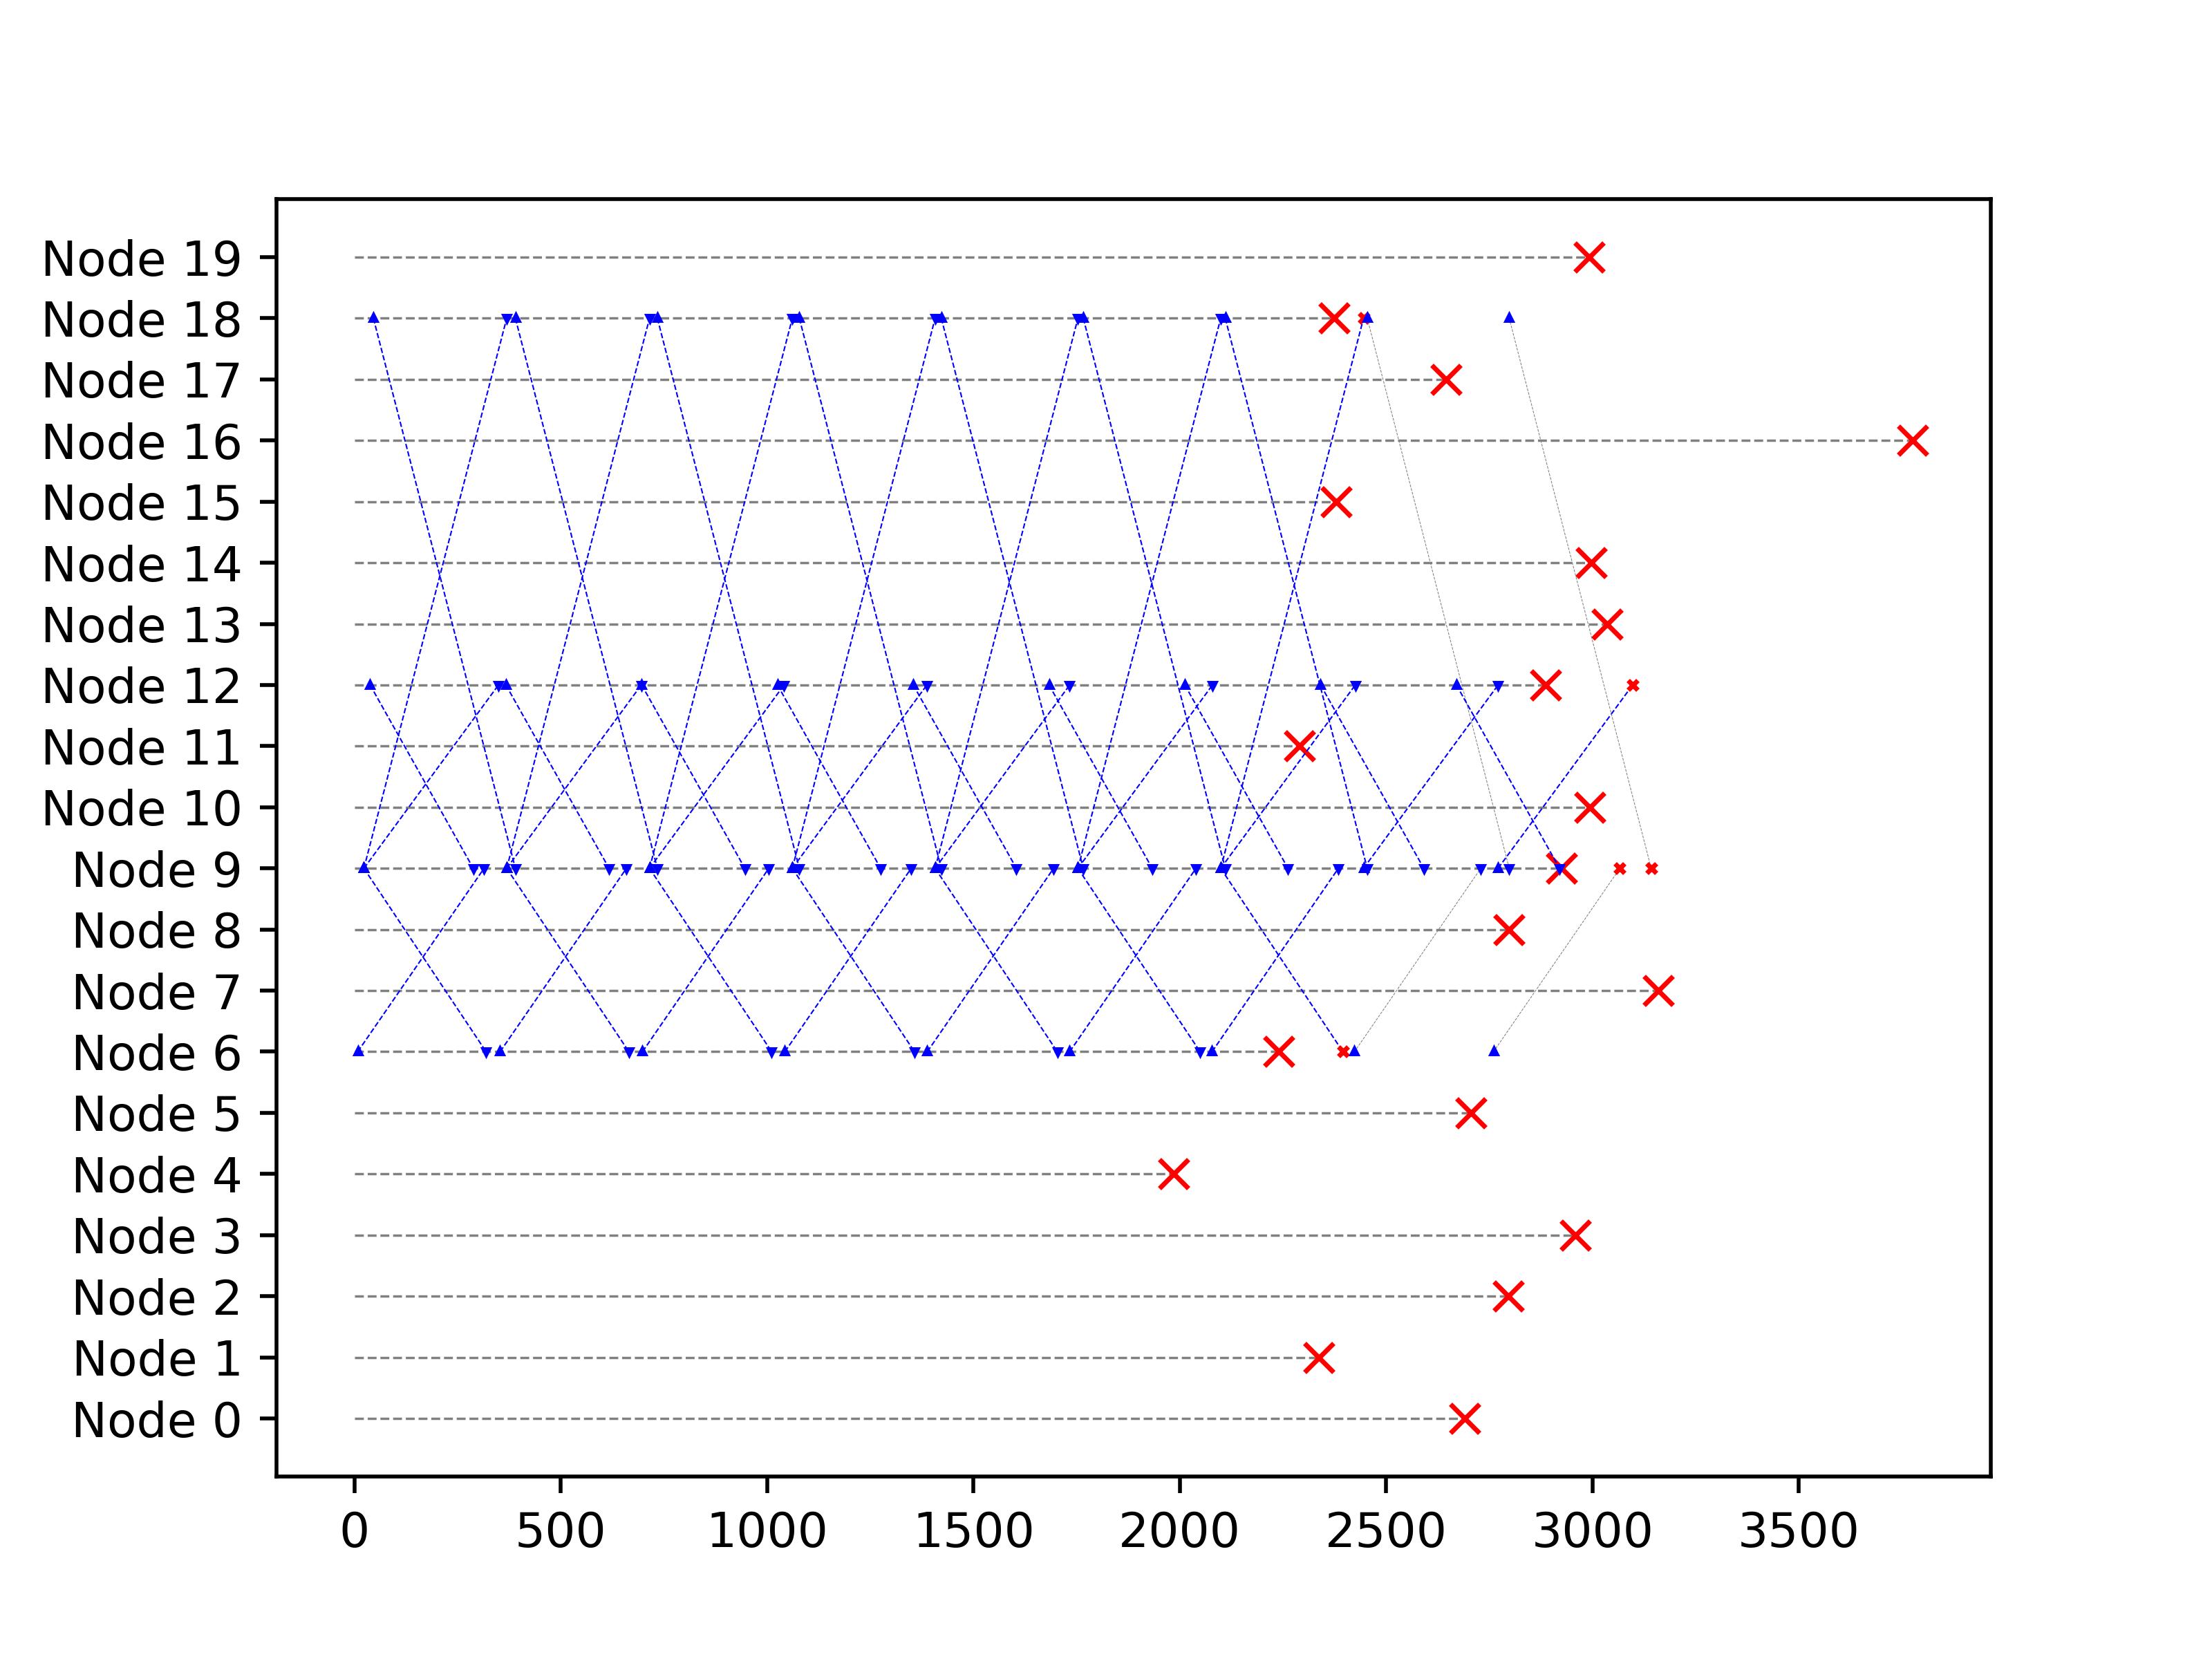 Node 19
Node 18
Node 17
Node 16
Node 15
Node 14
Node 13
Node 12
Node 11
Node 10
Node 9
Node 8
Node 7
Node 6
Node 5
Node 4
Node 3
Node 2
Node 1
Node 0
0 500 1000 1500 2000 2500 3000 3500